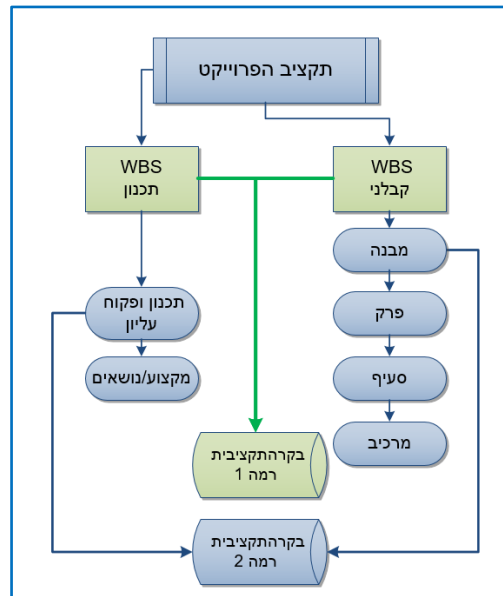 תקציב הפרוייקט
WBS
קבלני
WBS
תכנון
מבנה
פרק
סעיף
מרכיב
תכנון ופקוח
עליון
מקצוע/נושאים
בקרהתקציבית
רמה 1
בקרהתקציבית
רמה 2